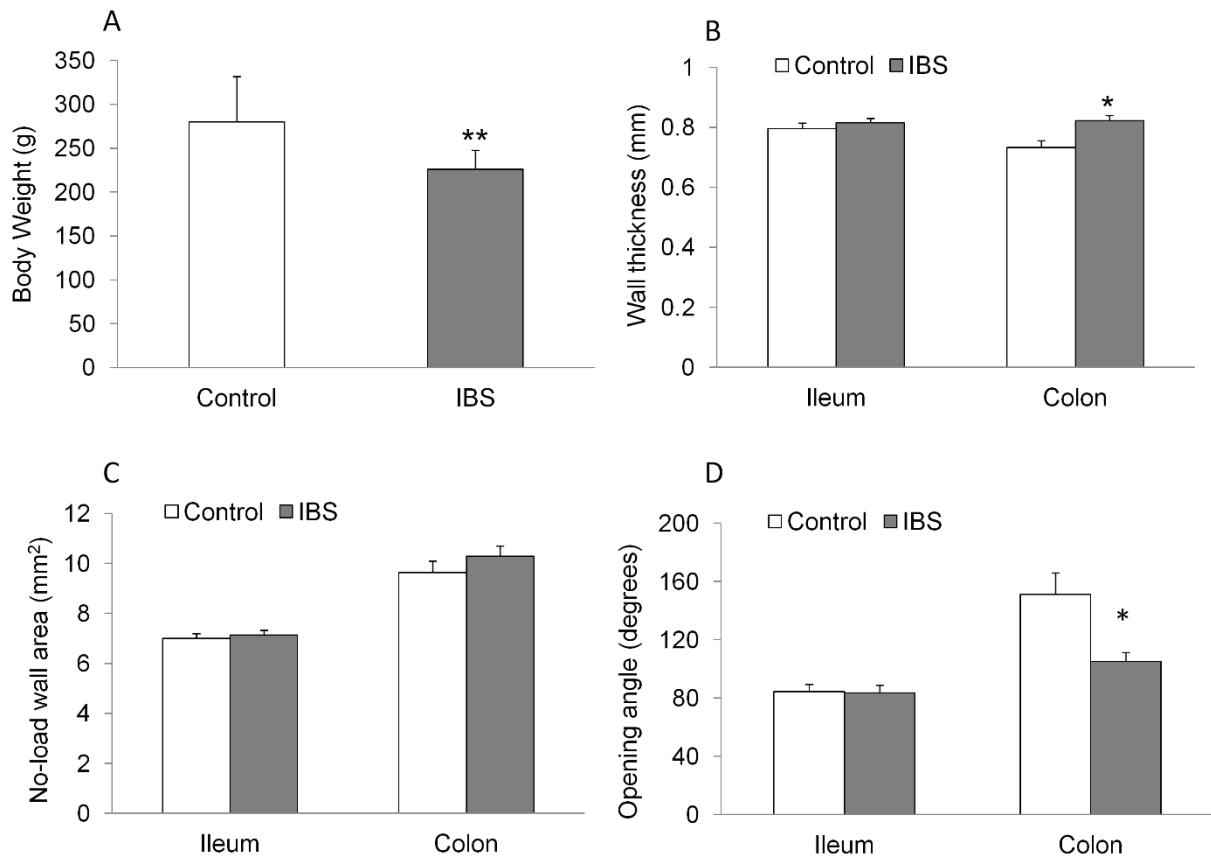 A
Body Weight (g)
350
300
250
200
150
100
50
0
**
Control
IBS
B
Control IBS
Wall thickness (mm)
1
0.8
0.6
0.4
0.2
0
*
Ileum
Colon
C
Control IBS
No-load wall area (mm²)
12
10
8
6
4
2
0
Ileum
Colon
D
Control IBS
Opening angle (degrees)
200
160
120
80
40
0
*
Ileum
Colon